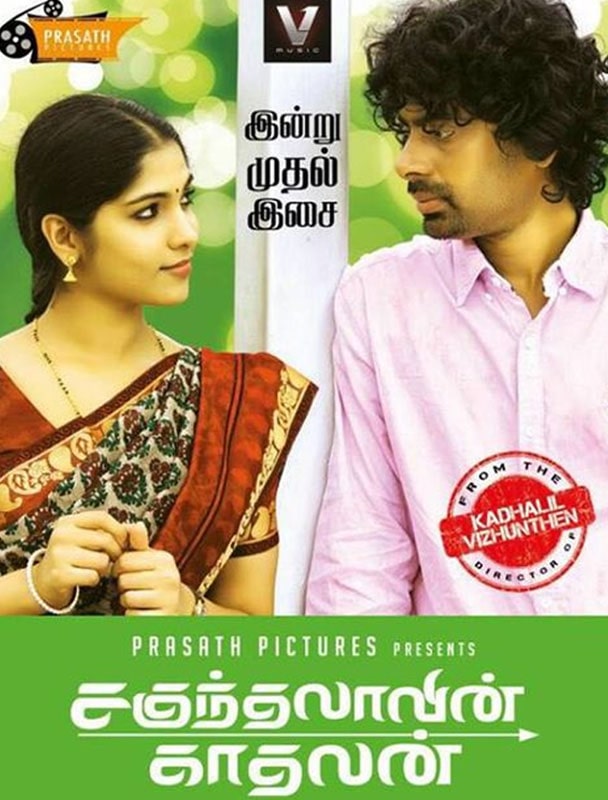 PRASATH
PICTURES
V
MUSIC
இன்று
முதல்
இசை
FROM THE
KADHALIL
VIZHUNTHEN
DIRECTOR OF
PRASATH PICTURES PRESENTS
சகுந்தலாவின்
காதலன்